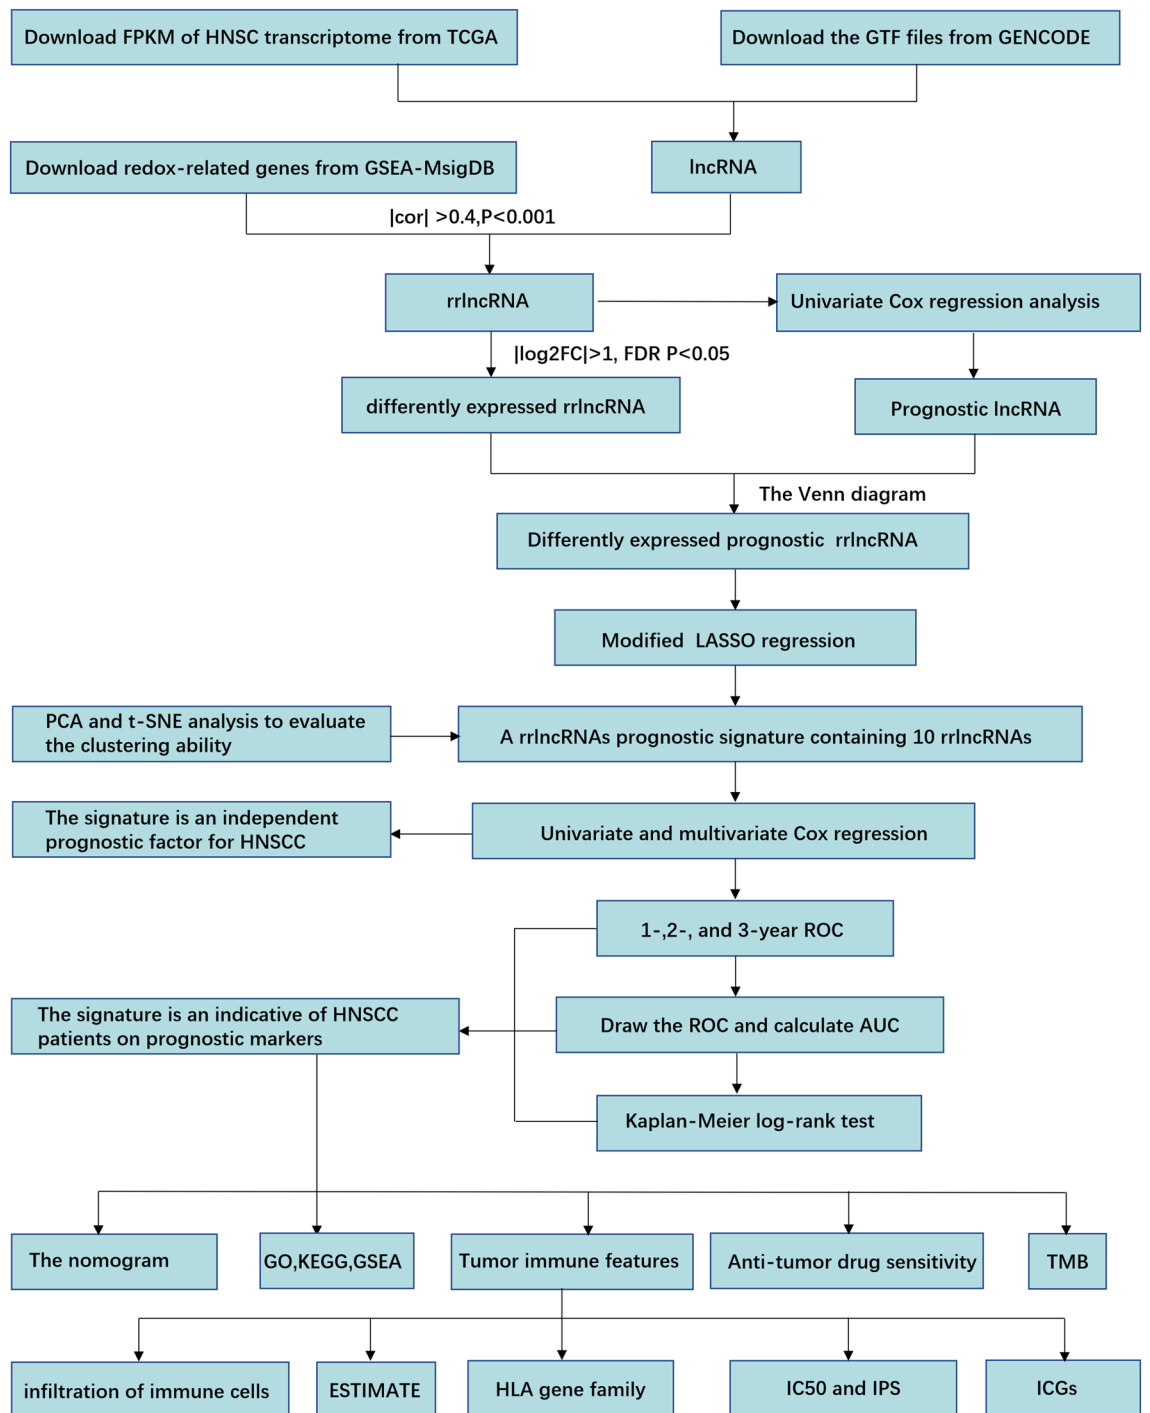 Download FPKM of HNSC transcriptome from TCGA
Download the GTF files from GENCODE
Download redox-related genes from GSEA-MsigDB
lncRNA
|cor| >0.4,P<0.001
rrlncRNA
Univariate Cox regression analysis
|log2FC|>1, FDR P<0.05
differently expressed rrlncRNA
Prognostic lncRNA
The Venn diagram
Differently expressed prognostic rrlncRNA
Modified LASSO regression
PCA and t-SNE analysis to evaluate
the clustering ability
A rrlncRNAs prognostic signature containing 10 rrlncRNAs
The signature is an independent
prognostic factor for HNSCC
Univariate and multivariate Cox regression
1-,2-, and 3-year ROC
The signature is an indicative of HNSCC
patients on prognostic markers
Draw the ROC and calculate AUC
Kaplan-Meier log-rank test
The nomogram
GO,KEGG,GSEA
Tumor immune features
Anti-tumor drug sensitivity
TMB
infiltration of immune cells
ESTIMATE
HLA gene family
IC50 and IPS
ICGs